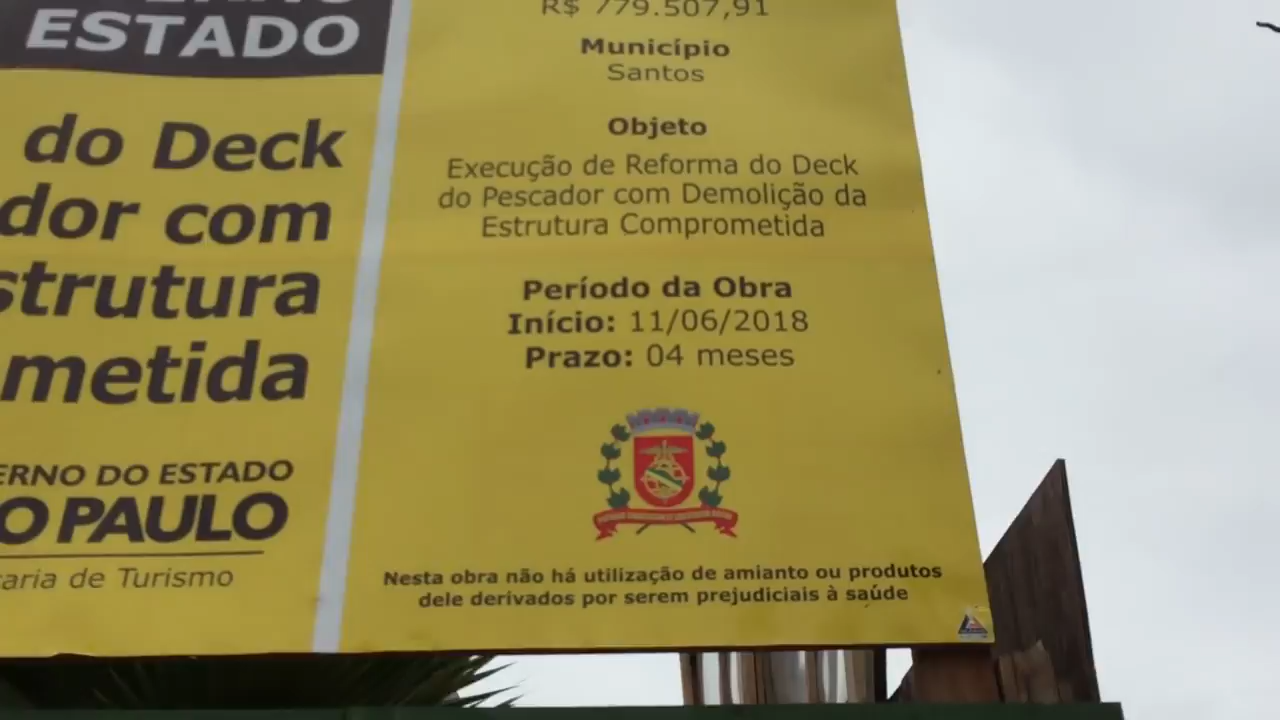 ESTADO
do Deck
dor com
strutura
metida
ERNO DO ESTADO
O PAULO
aria de Turismo
R$ 779.507,91
Município
Santos
Objeto
Execução de Reforma do Deck
do Pescador com Demolição da
Estrutura Comprometida
Período da Obra
Início: 11/06/2018
Prazo: 04 meses
Nesta obra não há utilização de amianto ou produtos
dele derivados por serem prejudiciais à saúde